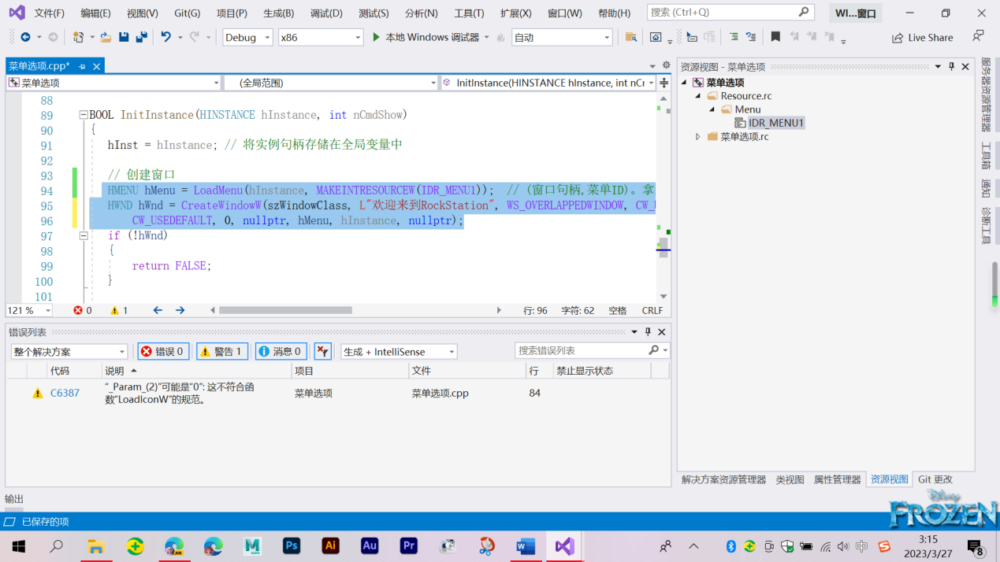 文件(F) 编辑(E) 视图(V) Git(G) 项目(P) 生成(B) 调试(D) 测试(S) 分析(N) 工具(T) 扩展(X) 窗口(W) 帮助(H) 搜索 (Ctrl+Q) WI...窗口
Debug x86 本地 Windows 调试器 自动 Live Share
菜单选项.cpp*
菜单选项 (全局范围) InitInstance(HINSTANCE hInstance, int nCr
88
89 BOOL InitInstance(HINSTANCE hInstance, int nCmdShow)
90 {
91 hInst = hInstance; // 将实例句柄存储在全局变量中
92
93 // 创建窗口
94 HMENU hMenu = LoadMenu(hInstance, MAKEINTRESOURCEW(IDR_MENU1)); // (窗口句柄,菜单ID)。拿
95 HWND hWnd = CreateWindowW(szWindowClass, L"欢迎来到RockStation", WS_OVERLAPPEDWINDOW, CW_U
96 CW_USEDEFAULT, 0, nullptr, hMenu, hInstance, nullptr);
97 if (!hWnd)
98 {
99 return FALSE;
100 }
101
121 % 0 1 行: 96 字符: 62 空格 CRLF
错误列表
整个解决方案 错误 0 警告 1 消息 0 生成 + IntelliSense 搜索错误列表
代码 说明 项目 文件 行 禁止显示状态
C6387 “_Param_(2)”可能是“0”: 这不符合函 菜单选项 菜单选项.cpp 84
数“LoadIconW”的规范。
输出
已保存的项
资源视图 - 菜单选项
菜单选项
Resource.rc
Menu
IDR_MENU1
菜单选项.rc
解决方案资源管理器 类视图 属性管理器 资源视图 Git 更改
服务器资源管理器
工具箱
通知
诊断工具
Disney
FROZEN
CAN M Ps Ai Au Pr W 中 S 3:15
2023/3/27 8